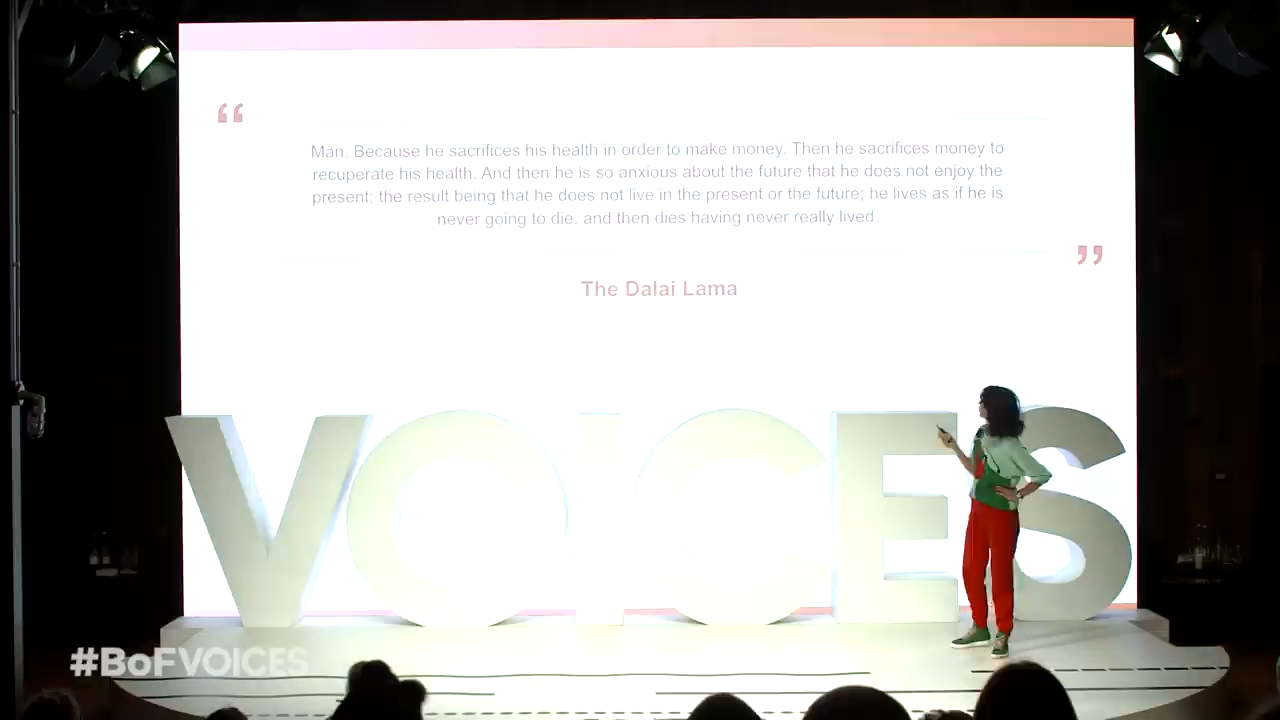 “
Man. Because he sacrifices his health in order to make money. Then he sacrifices money to
recuperate his health. And then he is so anxious about the future that he does not enjoy the
present; the result being that he does not live in the present or the future; he lives as if he is
never going to die. and then dies having never really lived.
”
The Dalai Lama
VOICES
#BoFVOICES